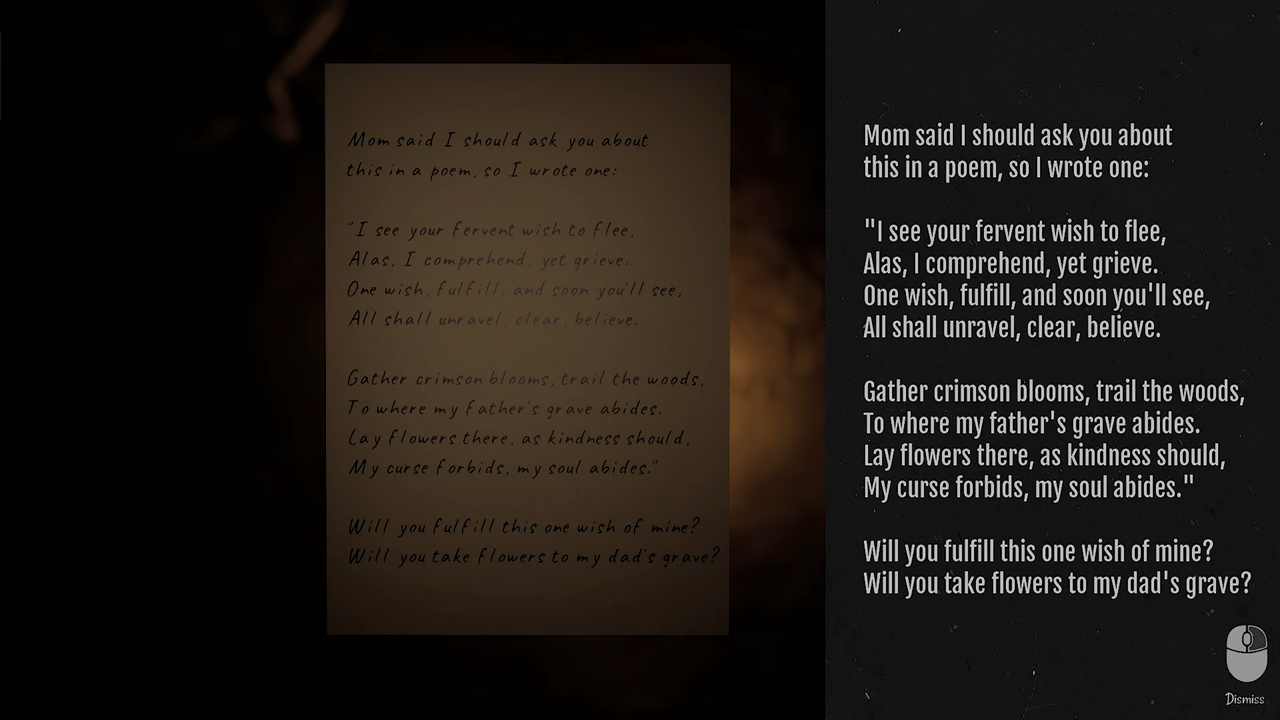 Mom said I should ask you about
this in a poem, so I wrote one:
"I see your fervent wish to flee,
Alas, I comprehend, yet grieve.
One wish, fulfill, and soon you'll see,
All shall unravel, clear, believe.
Gather crimson blooms, trail the woods,
To where my father's grave abides.
Lay flowers there, as kindness should,
My curse forbids, my soul abides."
Will you fulfill this one wish of mine?
Will you take flowers to my dad's grave?
Mom said I should ask you about
this in a poem, so I wrote one:
"I see your fervent wish to flee,
Alas, I comprehend, yet grieve.
One wish, fulfill, and soon you'll see,
All shall unravel, clear, believe.
Gather crimson blooms, trail the woods,
To where my father's grave abides.
Lay flowers there, as kindness should,
My curse forbids, my soul abides."
Will you fulfill this one wish of mine?
Will you take flowers to my dad's grave?
Dismiss